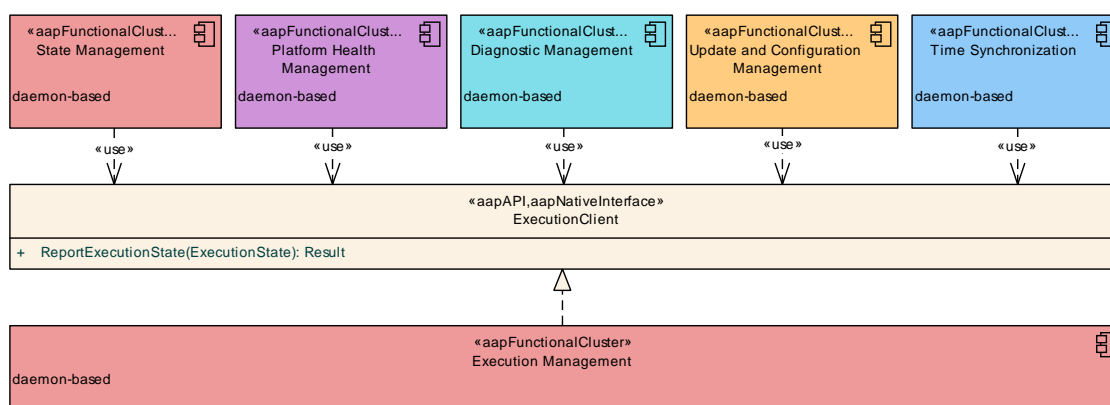 «aapFunctionalClust...
State Management
daemon-based
«aapFunctionalClust...
Platform Health
Management
daemon-based
«aapFunctionalClust...
Diagnostic Management
daemon-based
«aapFunctionalClust...
Update and Configuration
Management
daemon-based
«aapFunctionalClust...
Time Synchronization
daemon-based
«use»
«use»
«use»
«use»
«use»
«aapAPI,aapNativeInterface»
ExecutionClient
+ ReportExecutionState(ExecutionState): Result
«aapFunctionalCluster»
Execution Management
daemon-based